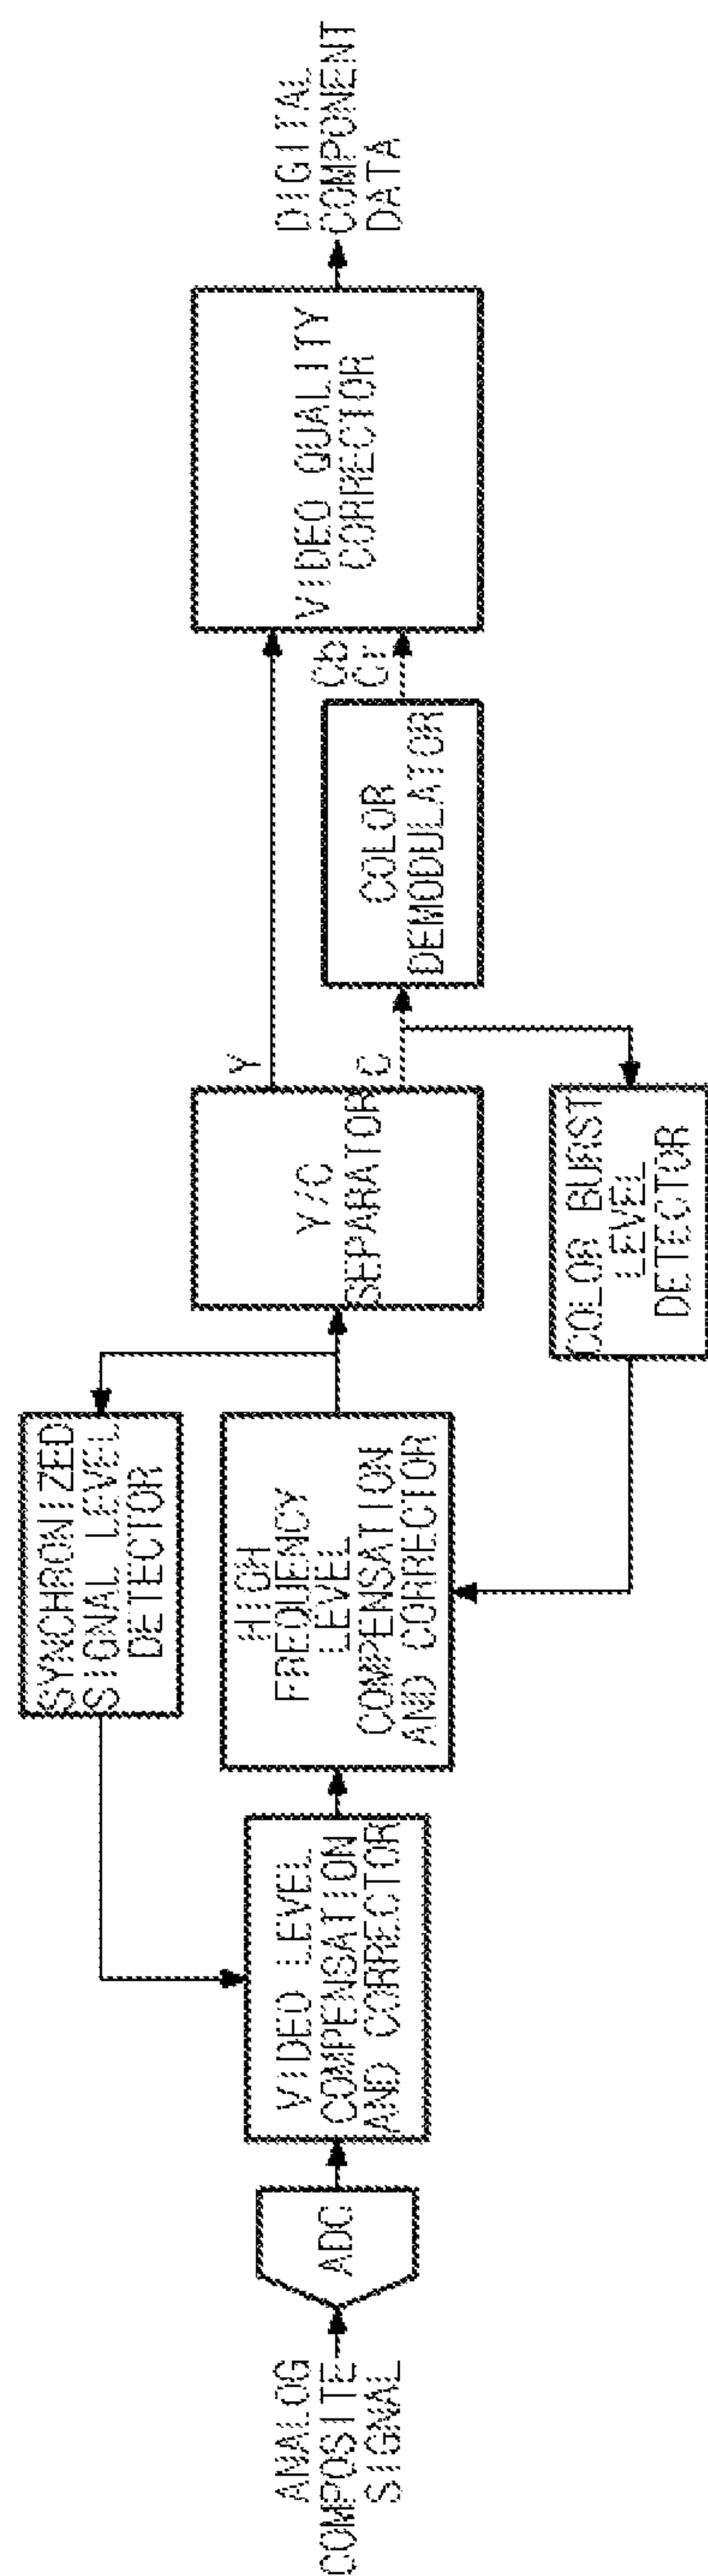 ANALOG
COMPOSITE
SIGNAL
ADC
VIDEO LEVEL
COMPENSATION
AND CORRECTOR
SYNCHRONIZED
SIGNAL LEVEL
DETECTOR
HIGH
FREQUENCY
LEVEL
COMPENSATION
AND CORRECTOR
Y/C
SEPARATOR
Y
C
COLOR BURST
LEVEL
DETECTOR
COLOR
DEMODULATOR
Cb
Cr
VIDEO QUALITY
CORRECTOR
DIGITAL
COMPONENT
DATA